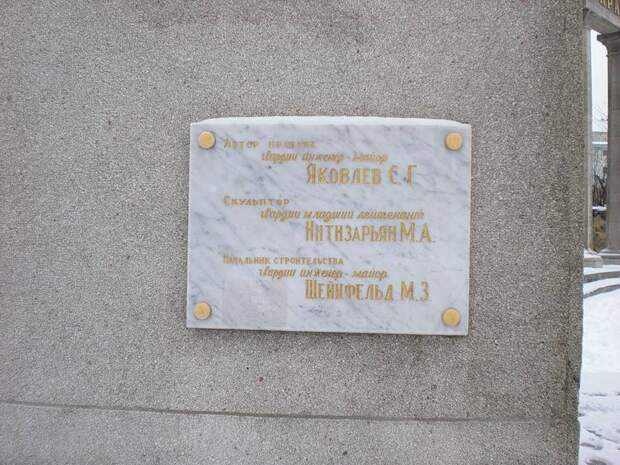 Автор проекта
гвардии инженер-майор
Яковлев С.Г.
Скульптор
гвардии младший лейтенант
Интизарьян М.А.
Начальник строительства
гвардии инженер-майор
Шейнфельд М.З.